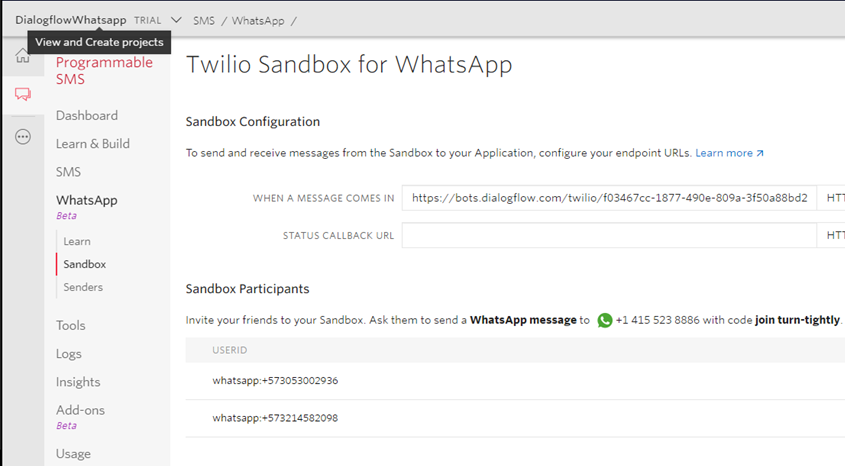 DialogflowWhatsapp TRIAL SMS / WhatsApp /
View and Create projects
Programmable
SMS
Twilio Sandbox for WhatsApp
Dashboard
Learn & Build
SMS
WhatsApp
Beta
Learn
Sandbox
Senders
Tools
Logs
Insights
Add-ons
Beta
Usage
Sandbox Configuration
To send and receive messages from the Sandbox to your Application, configure your endpoint URLs. Learn more
WHEN A MESSAGE COMES IN https://bots.dialogflow.com/twilio/f03467cc-1877-490e-809a-3f50a88bd2 HTT
STATUS CALLBACK URL HTT
Sandbox Participants
Invite your friends to your Sandbox. Ask them to send a WhatsApp message to +1 415 523 8886 with code join turn-tightly.
USERID
whatsapp:+573053002936
whatsapp:+573214582098